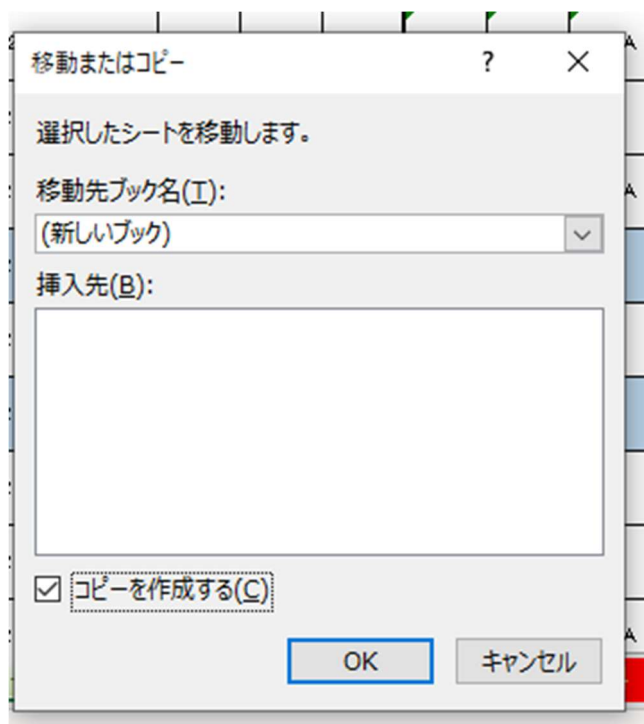 移動またはコピー ? ×
選択したシートを移動します。
移動先ブック名(T):
(新しいブック)
挿入先(B):
コピーを作成する(C)
OK キャンセル